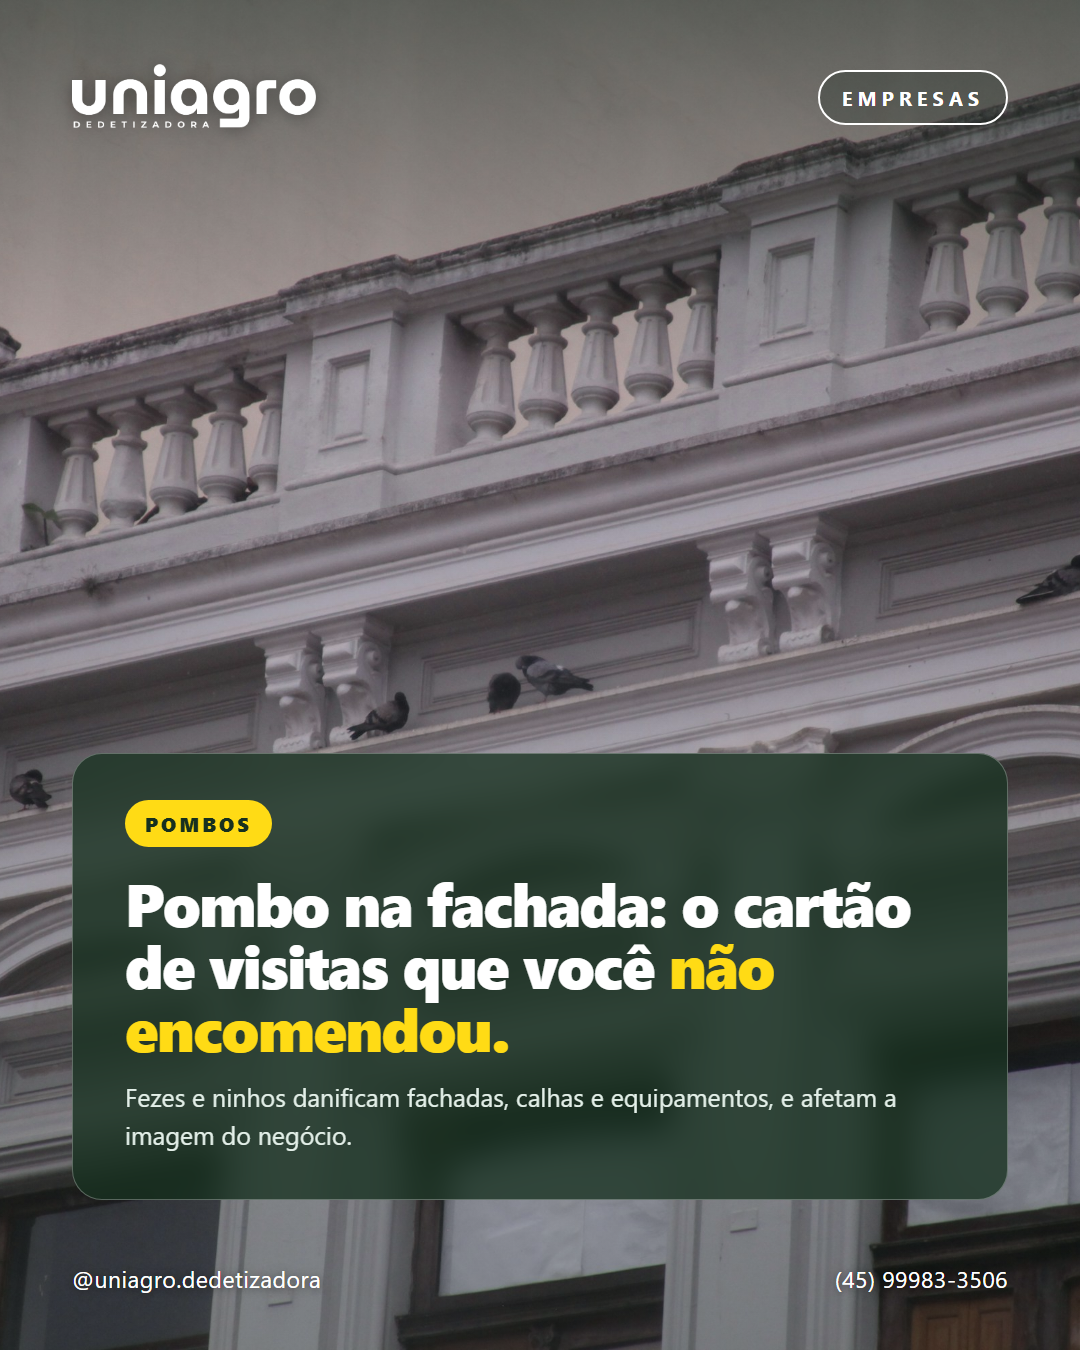 uniagro
DEDETIZADORA
EMPRESAS
POMBOS
Pombo na fachada: o cartão
de visitas que você não
encomendou.
Fezes e ninhos danificam fachadas, calhas e equipamentos, e afetam a
imagem do negócio.
@uniagro.dedetizadora
(45) 99983-3506